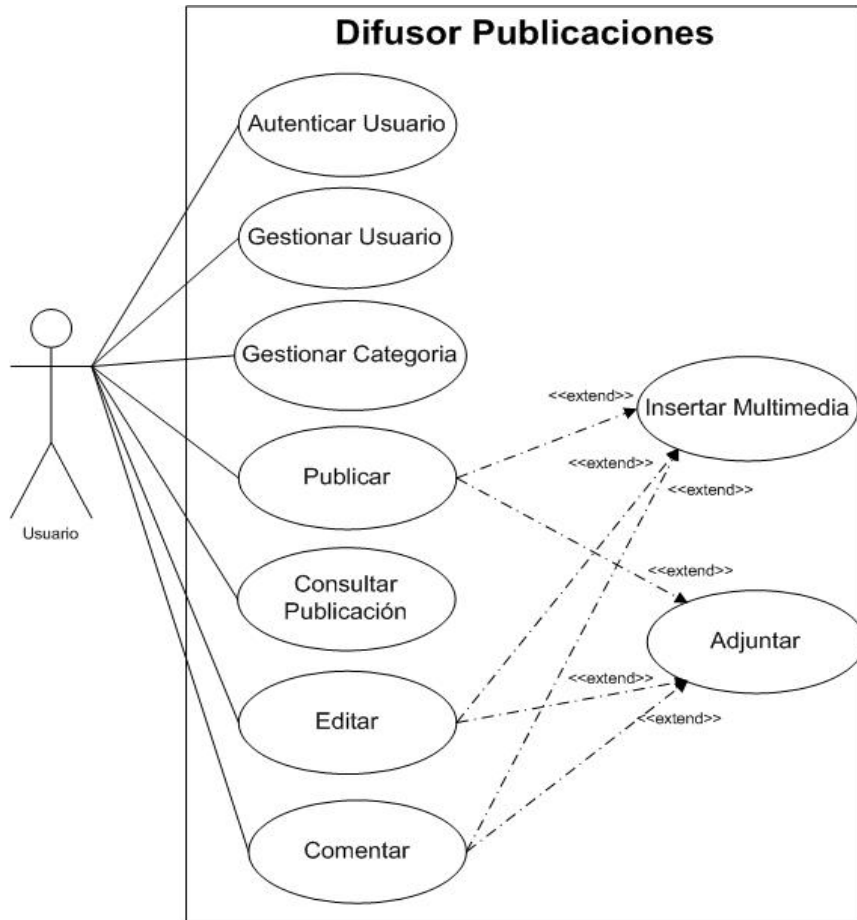 Difusor Publicaciones
Autenticar Usuario
Gestionar Usuario
Gestionar Categoria
<<extend>>
Insertar Multimedia
<<extend>>
Publicar
<<extend>>
Usuario
<<extend>>
Consultar
Publicación
Adjuntar
<<extend>>
Editar
<<extend>>
Comentar